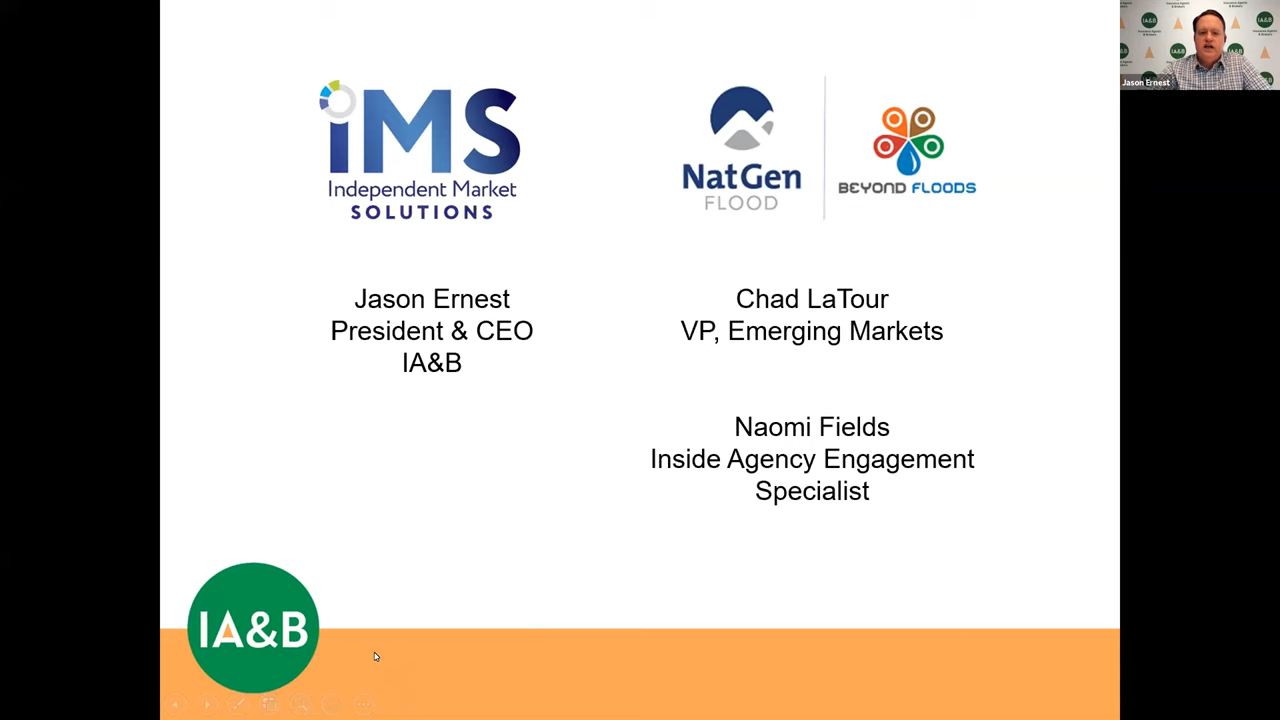 iMS
Independent Market
SOLUTIONS
NatGen
FLOOD
BEYOND FLOODS
Jason Ernest
President & CEO
IA&B
Chad LaTour
VP, Emerging Markets
Naomi Fields
Inside Agency Engagement
Specialist
IA&B
Jason Ernest